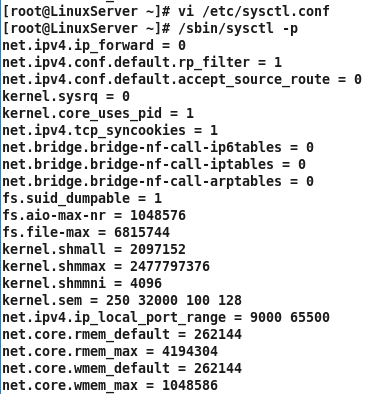 [root@LinuxServer ~]# vi /etc/sysctl.conf
[root@LinuxServer ~]# /sbin/sysctl -p
net.ipv4.ip_forward = 0
net.ipv4.conf.default.rp_filter = 1
net.ipv4.conf.default.accept_source_route = 0
kernel.sysrq = 0
kernel.core_uses_pid = 1
net.ipv4.tcp_syncookies = 1
net.bridge.bridge-nf-call-ip6tables = 0
net.bridge.bridge-nf-call-iptables = 0
net.bridge.bridge-nf-call-arptables = 0
fs.suid_dumpable = 1
fs.aio-max-nr = 1048576
fs.file-max = 6815744
kernel.shmall = 2097152
kernel.shmmax = 2477797376
kernel.shmmni = 4096
kernel.sem = 250 32000 100 128
net.ipv4.ip_local_port_range = 9000 65500
net.core.rmem_default = 262144
net.core.rmem_max = 4194304
net.core.wmem_default = 262144
net.core.wmem_max = 1048586